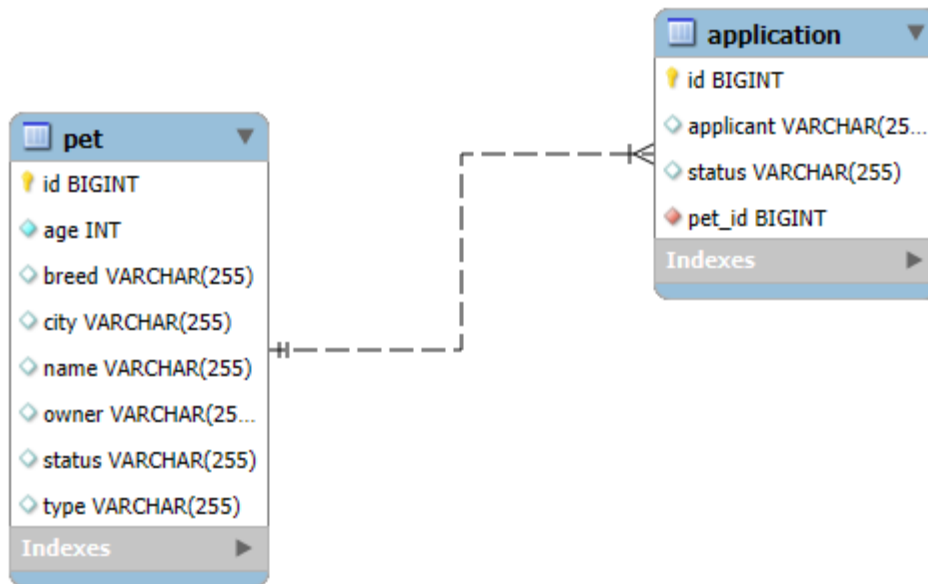 pet
id BIGINT
age INT
breed VARCHAR(255)
city VARCHAR(255)
name VARCHAR(255)
owner VARCHAR(25...
status VARCHAR(255)
type VARCHAR(255)
Indexes
application
id BIGINT
applicant VARCHAR(25...
status VARCHAR(255)
pet_id BIGINT
Indexes